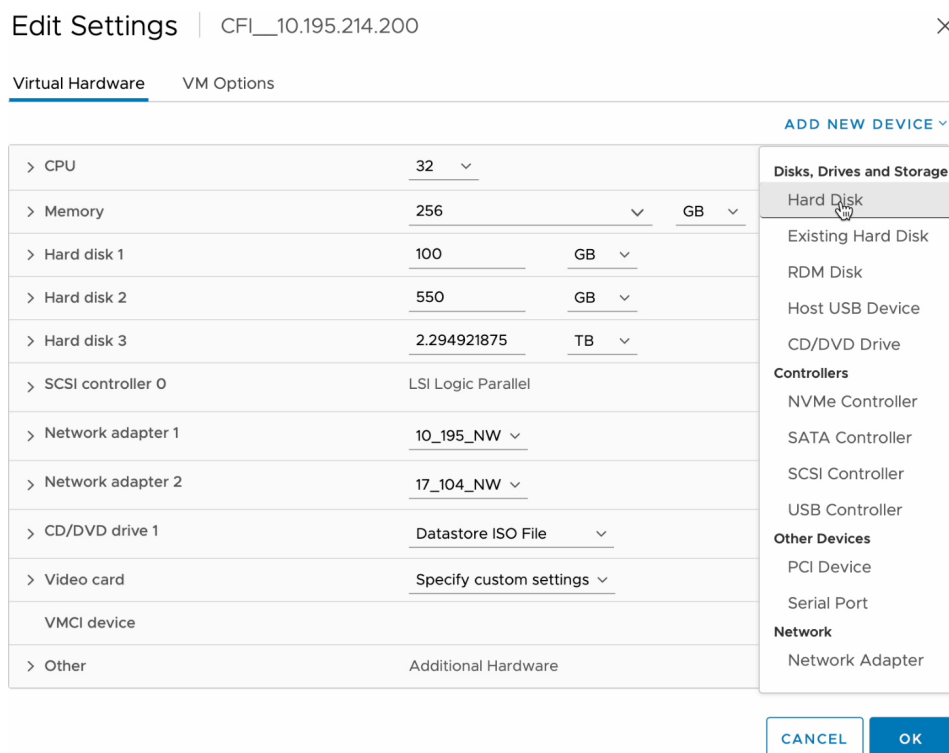 Edit Settings CFI__10.195.214.200
Virtual Hardware VM Options
ADD NEW DEVICE
CPU 32
Memory 256 GB
Hard disk 1 100 GB
Hard disk 2 550 GB
Hard disk 3 2.294921875 TB
SCSI controller 0 LSI Logic Parallel
Network adapter 1 10_195_NW
Network adapter 2 17_104_NW
CD/DVD drive 1 Datastore ISO File
Video card Specify custom settings
VMCI device
Other Additional Hardware
Disks, Drives and Storage
Hard Disk
Existing Hard Disk
RDM Disk
Host USB Device
CD/DVD Drive
Controllers
NVMe Controller
SATA Controller
SCSI Controller
USB Controller
Other Devices
PCI Device
Serial Port
Network
Network Adapter
CANCEL OK